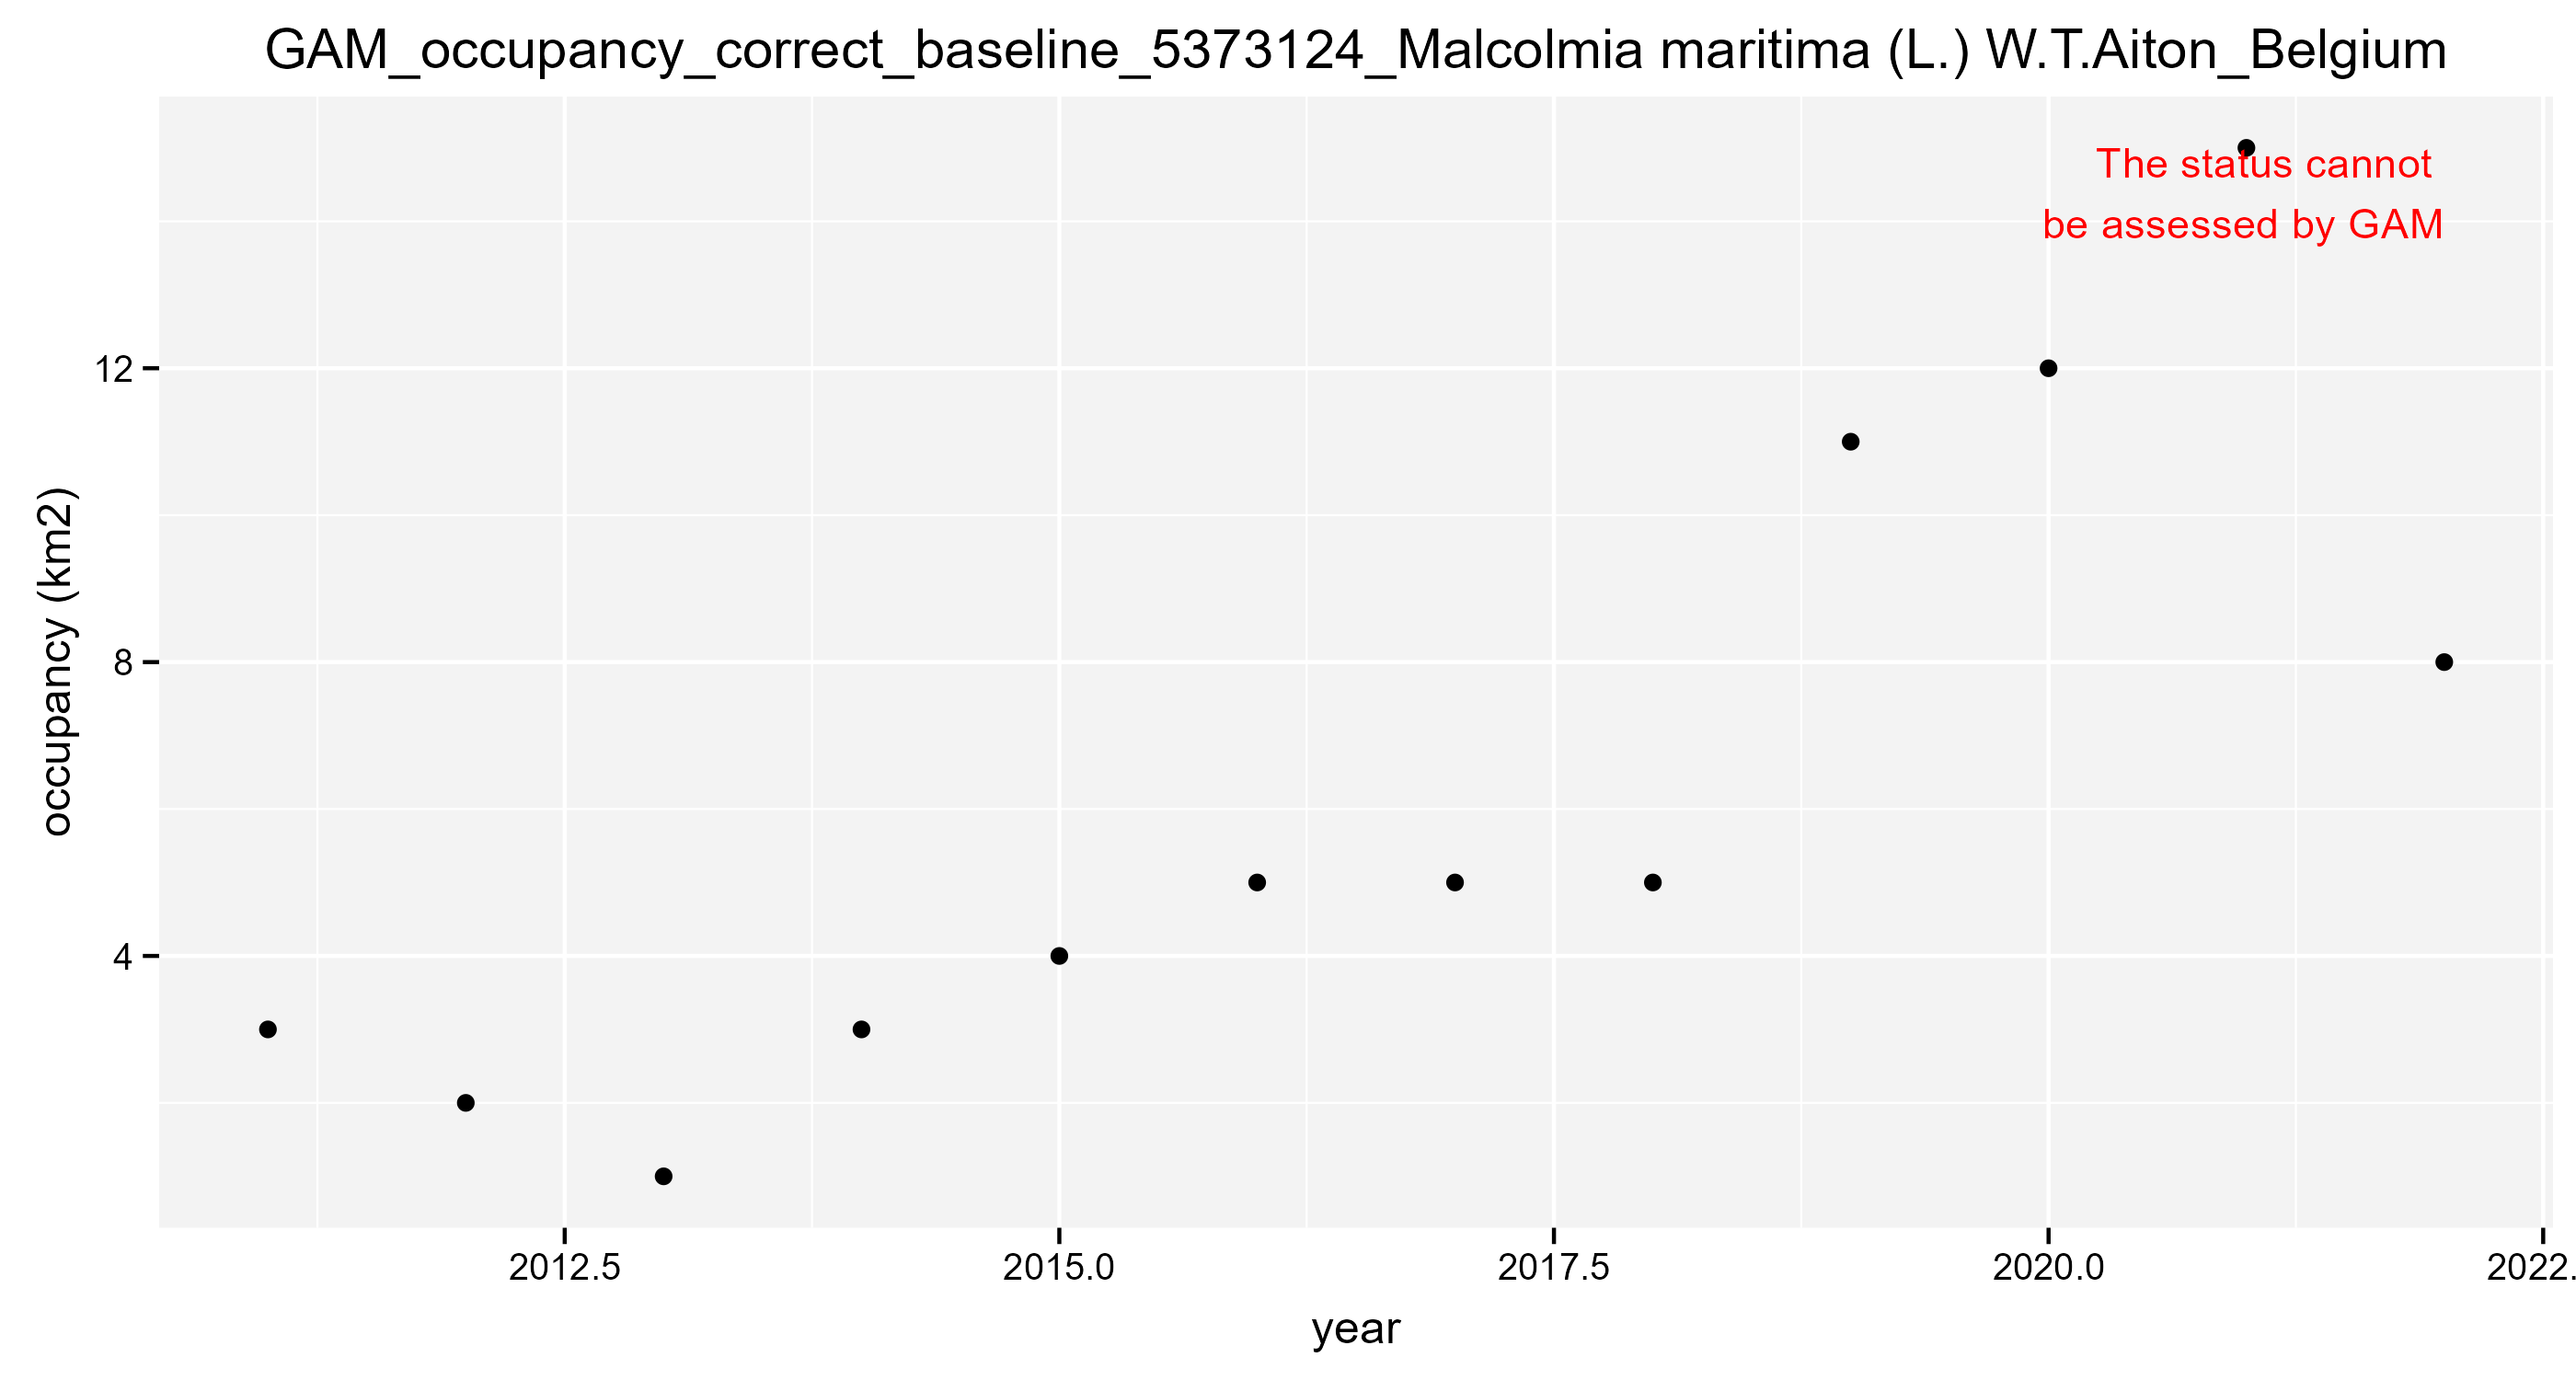 GAM_occupancy_correct_baseline_5373124_Malcolmia maritima (L.) W.T.Aiton_Belgium
The status cannot
be assessed by GAM
12
8
4
occupancy (km2)
2012.5
2015.0
2017.5
2020.0
2022.
year